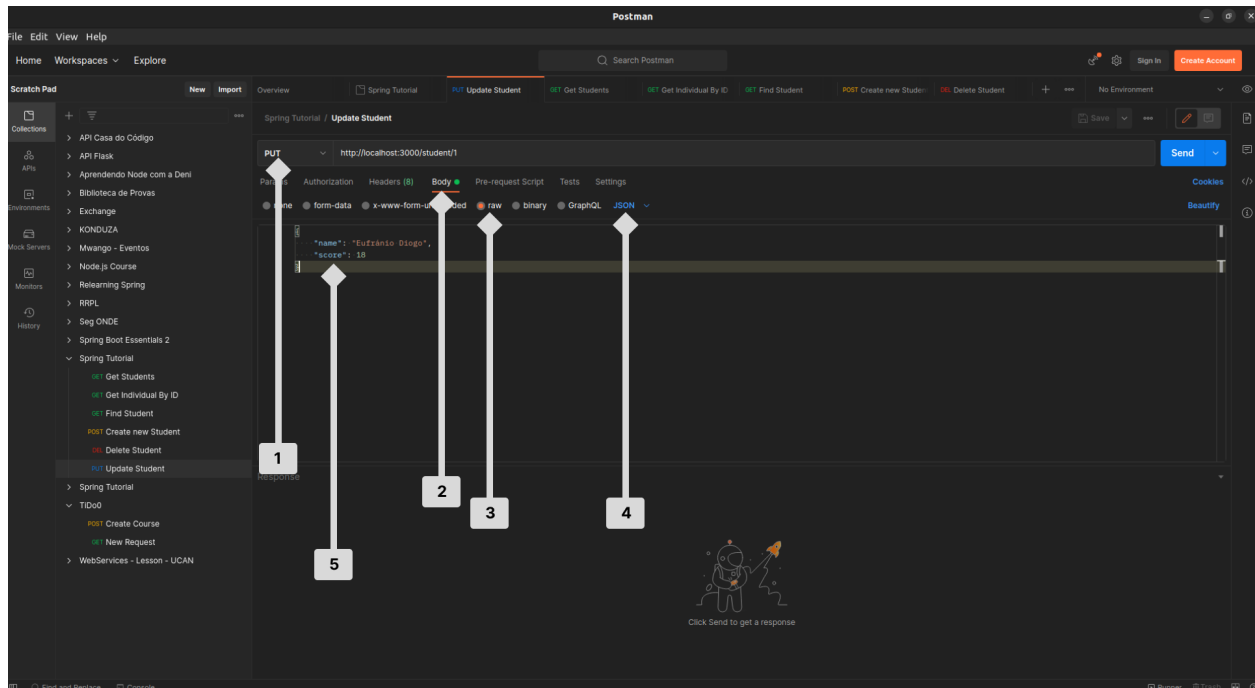 Postman
File Edit View Help
Home Workspaces Explore
Search Postman
Sign In
Create Account
Scratch Pad
New Import
Overview
Spring Tutorial
PUT Update Student
GET Get Students
GET Get Individual By ID
GET Find Student
POST Create new Studen
DEL Delete Student
No Environment
Collections
APIs
Environments
Mock Servers
Monitors
History
API Casa do Código
API Flask
Aprendendo Node com a Deni
Biblioteca de Provas
Exchange
KONDUZA
Mwango - Eventos
Node.js Course
Relearning Spring
RRPL
Seg ONDE
Spring Boot Essentials 2
Spring Tutorial
GET Get Students
GET Get Individual By ID
GET Find Student
POST Create new Student
DEL Delete Student
PUT Update Student
Spring Tutorial
TiDo0
POST Create Course
GET New Request
WebServices - Lesson - UCAN
Spring Tutorial / Update Student
Save
PUT http://localhost:3000/student/1
Send
Authorization Headers (8) Body Pre-request Script Tests Settings
Cookies
form-data raw binary GraphQL JSON
Beautify
{
"name": "Eufránio Diogo",
"score": 18
}
1
2
3
4
5
Response
Click Send to get a response
Find and Replace Console
Runner Trash